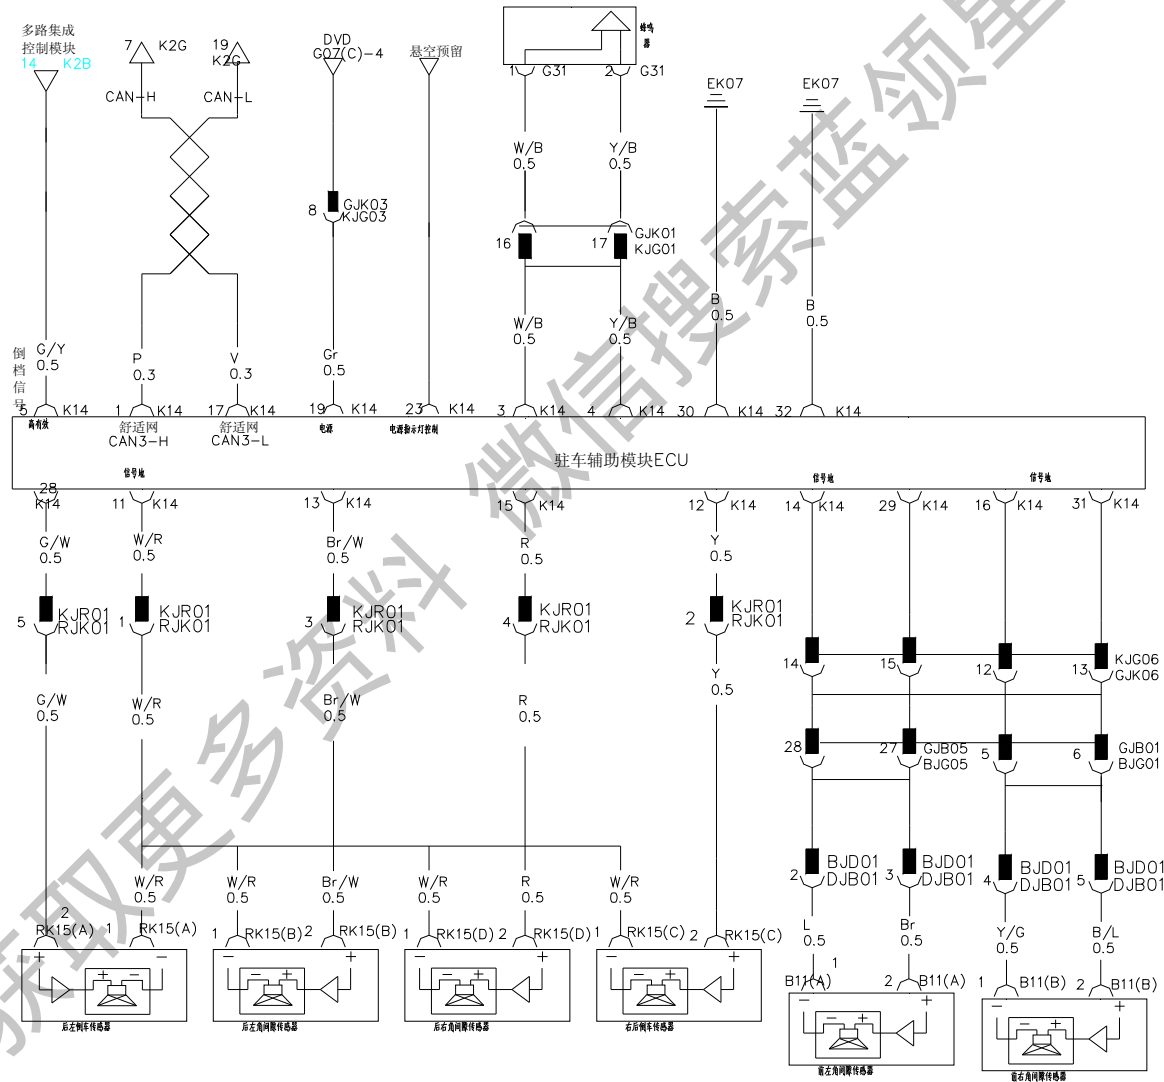 多路集成
控制模块
14 K2B
7 K2G
19
K2G
DVD
G07(C)-4
悬空预留
蜂鸣
器
1 G31
2 G31
EK07
EK07
CAN-H
CAN-L
W/B
0.5
Y/B
0.5
8
GJK03
KJG03
16
17
GJK01
KJG01
B
0.5
B
0.5
W/B
0.5
Y/B
0.5
倒
档
信
号
G/Y
0.5
P
0.3
V
0.3
Gr
0.5
5 K14
1 K14
17 K14
19 K14
23 K14
3 K14
4 K14
30 K14
32 K14
高有效
舒适网
CAN3-H
舒适网
CAN3-L
电源
电源指示灯控制
驻车辅助模块ECU
信号地
信号地
信号地
28
K14
11 K14
13 K14
15 K14
12 K14
14 K14
29 K14
16 K14
31 K14
G/W
0.5
W/R
0.5
Br/W
0.5
R
0.5
Y
0.5
5
KJR01
RJK01
1
KJR01
RJK01
3
KJR01
RJK01
4
KJR01
RJK01
2
KJR01
RJK01
14
15
12
13
KJG06
GJK06
G/W
0.5
W/R
0.5
Br/W
0.5
R
0.5
Y
0.5
28
27
GJB05
BJG05
5
6
GJB01
BJG01
2
BJD01
DJB01
3
BJD01
DJB01
4
BJD01
DJB01
5
BJD01
DJB01
W/R
0.5
W/R
0.5
Br/W
0.5
W/R
0.5
R
0.5
W/R
0.5
L
0.5
Br
0.5
Y/G
0.5
B/L
0.5
2
RK15(A)
1 RK15(A)
1 RK15(B)
2 RK15(B)
1 RK15(D)
2 RK15(D)
1 RK15(C)
2 RK15(C)
1
B11(A)
2 B11(A)
1 B11(B)
2 B11(B)
+ −
+ −
− +
− +
− +
− +
− +
− +
− +
− +
− +
− +
后左倒车传感器
后左角间隙传感器
后右角间隙传感器
右后倒车传感器
前左角间隙传感器
前右角间隙传感器
获取更多资料 微信搜索蓝领星